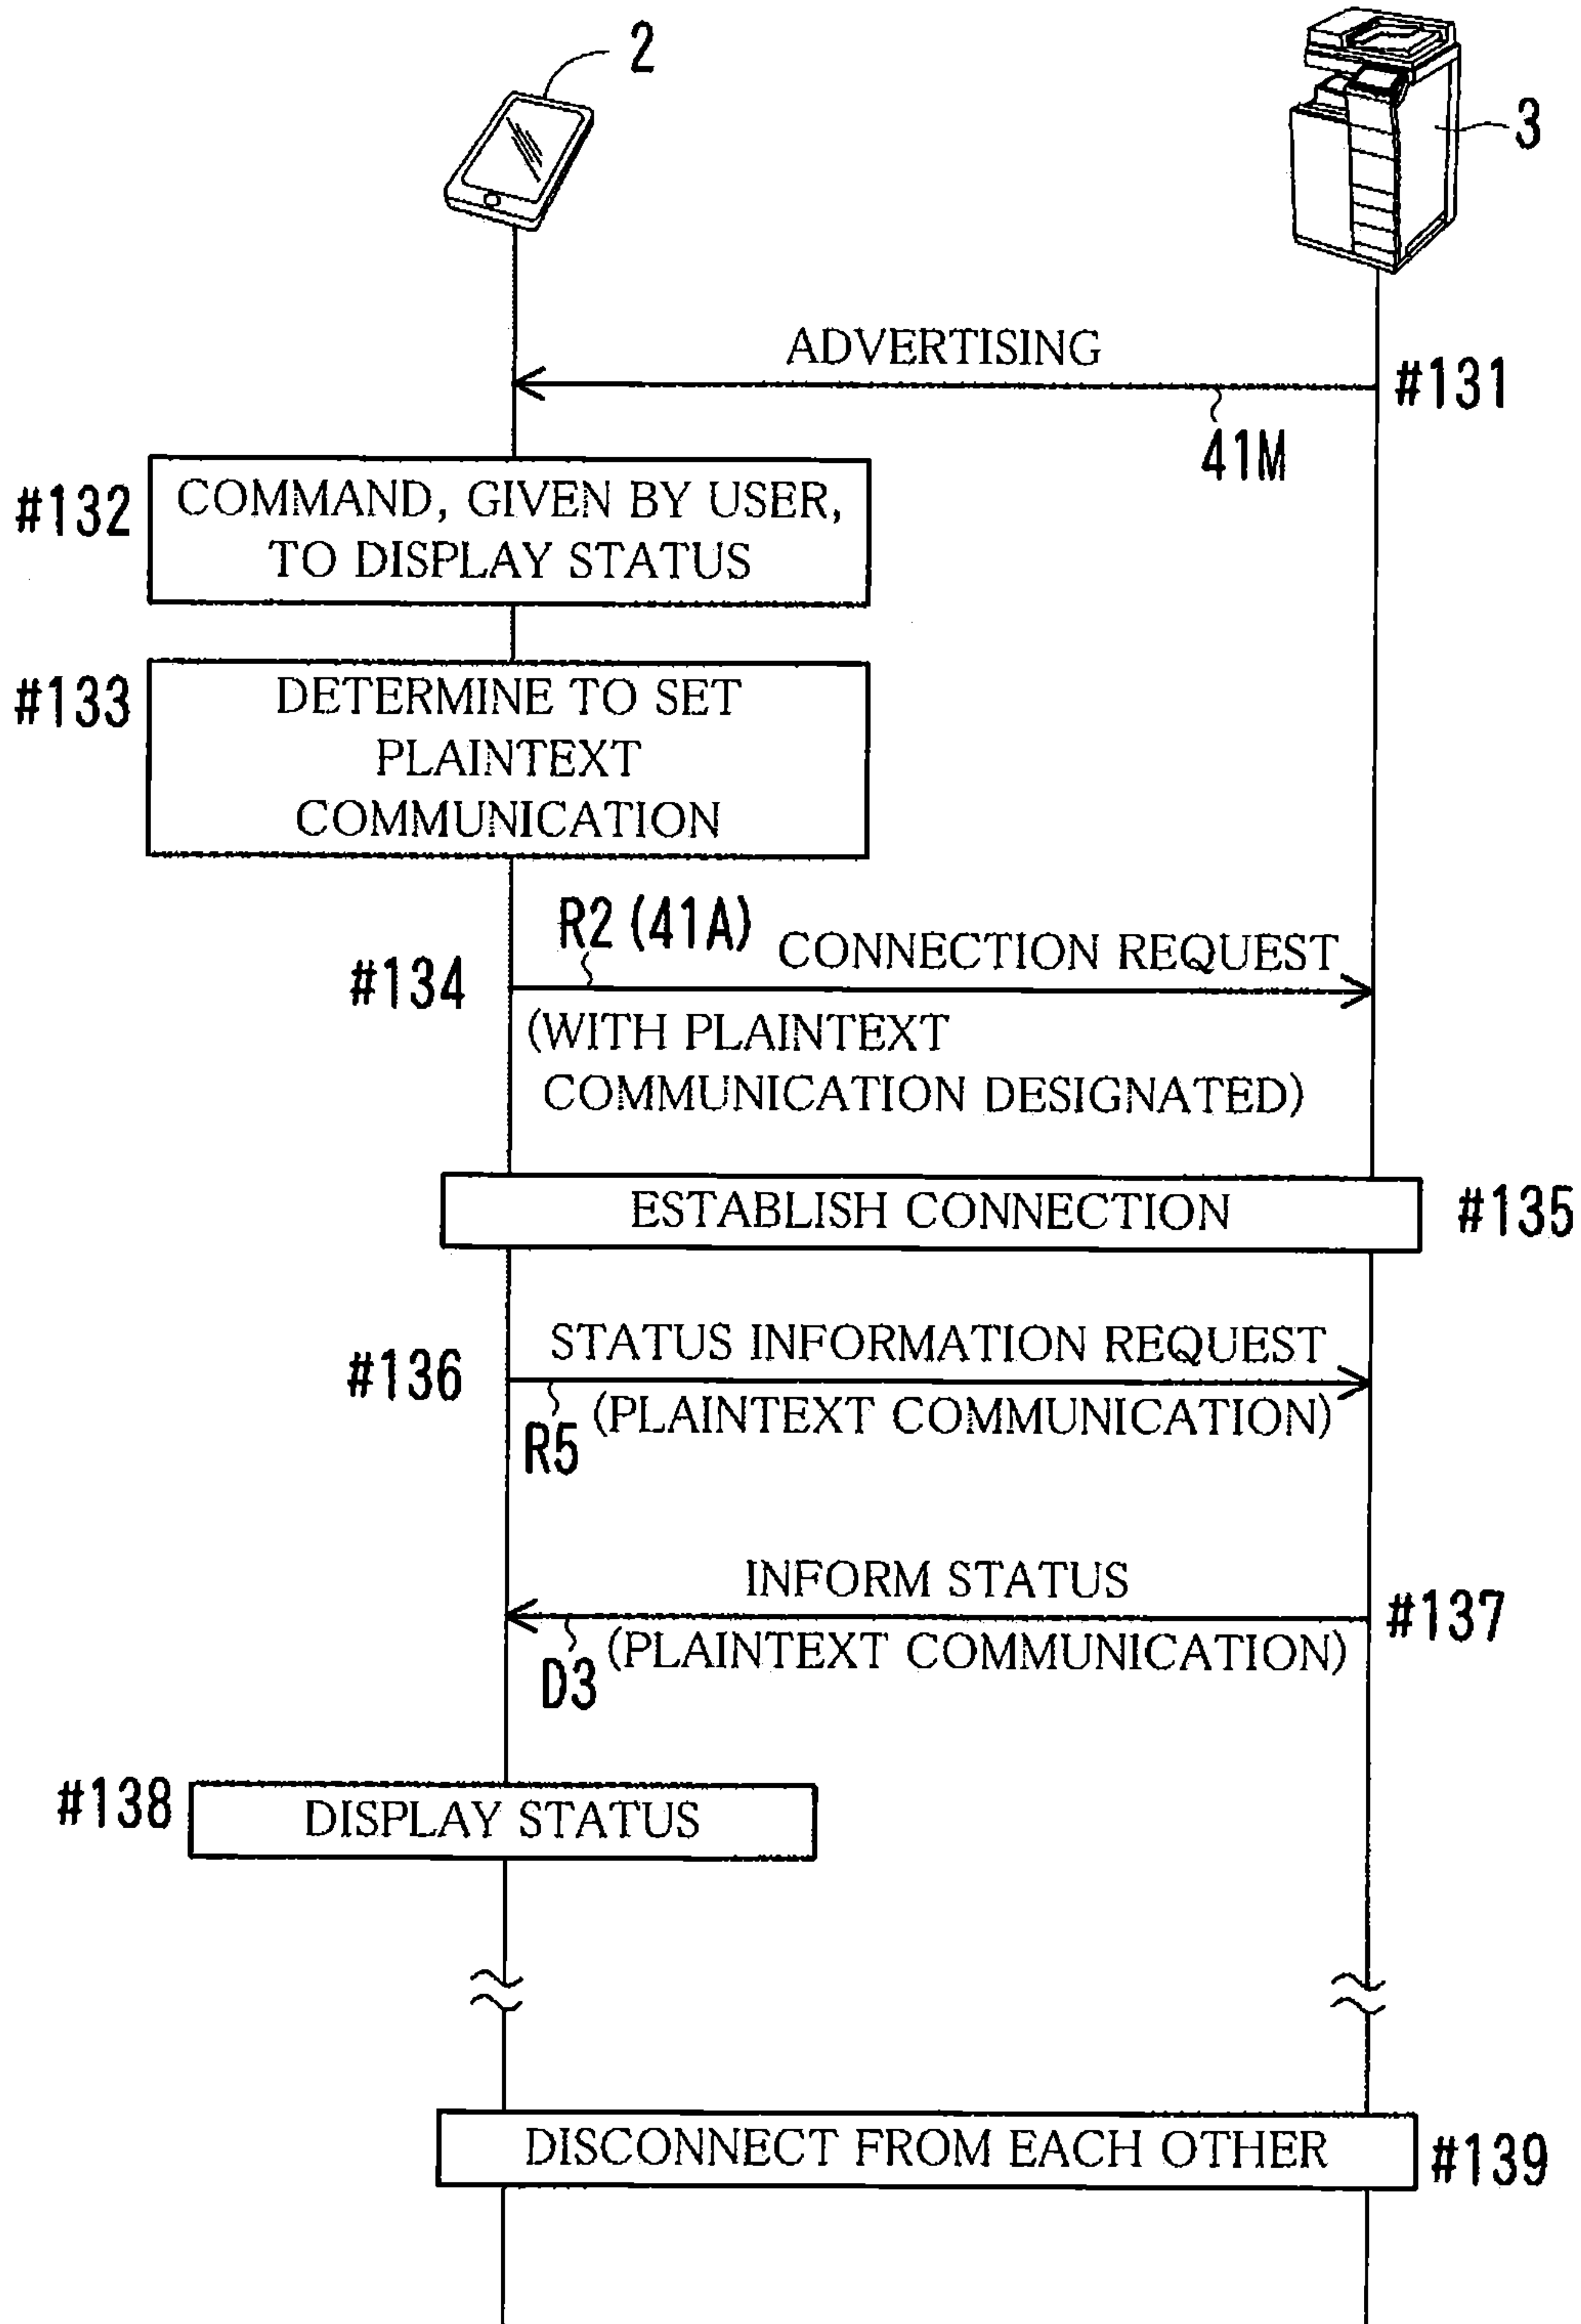 2
3
ADVERTISING
#131
41M
#132
COMMAND, GIVEN BY USER,
TO DISPLAY STATUS
#133
DETERMINE TO SET
PLAINTEXT
COMMUNICATION
R2 (41A)
CONNECTION REQUEST
#134
(WITH PLAINTEXT
COMMUNICATION DESIGNATED)
ESTABLISH CONNECTION
#135
STATUS INFORMATION REQUEST
#136
(PLAINTEXT COMMUNICATION)
R5
INFORM STATUS
#137
(PLAINTEXT COMMUNICATION)
D3
#138
DISPLAY STATUS
DISCONNECT FROM EACH OTHER
#139